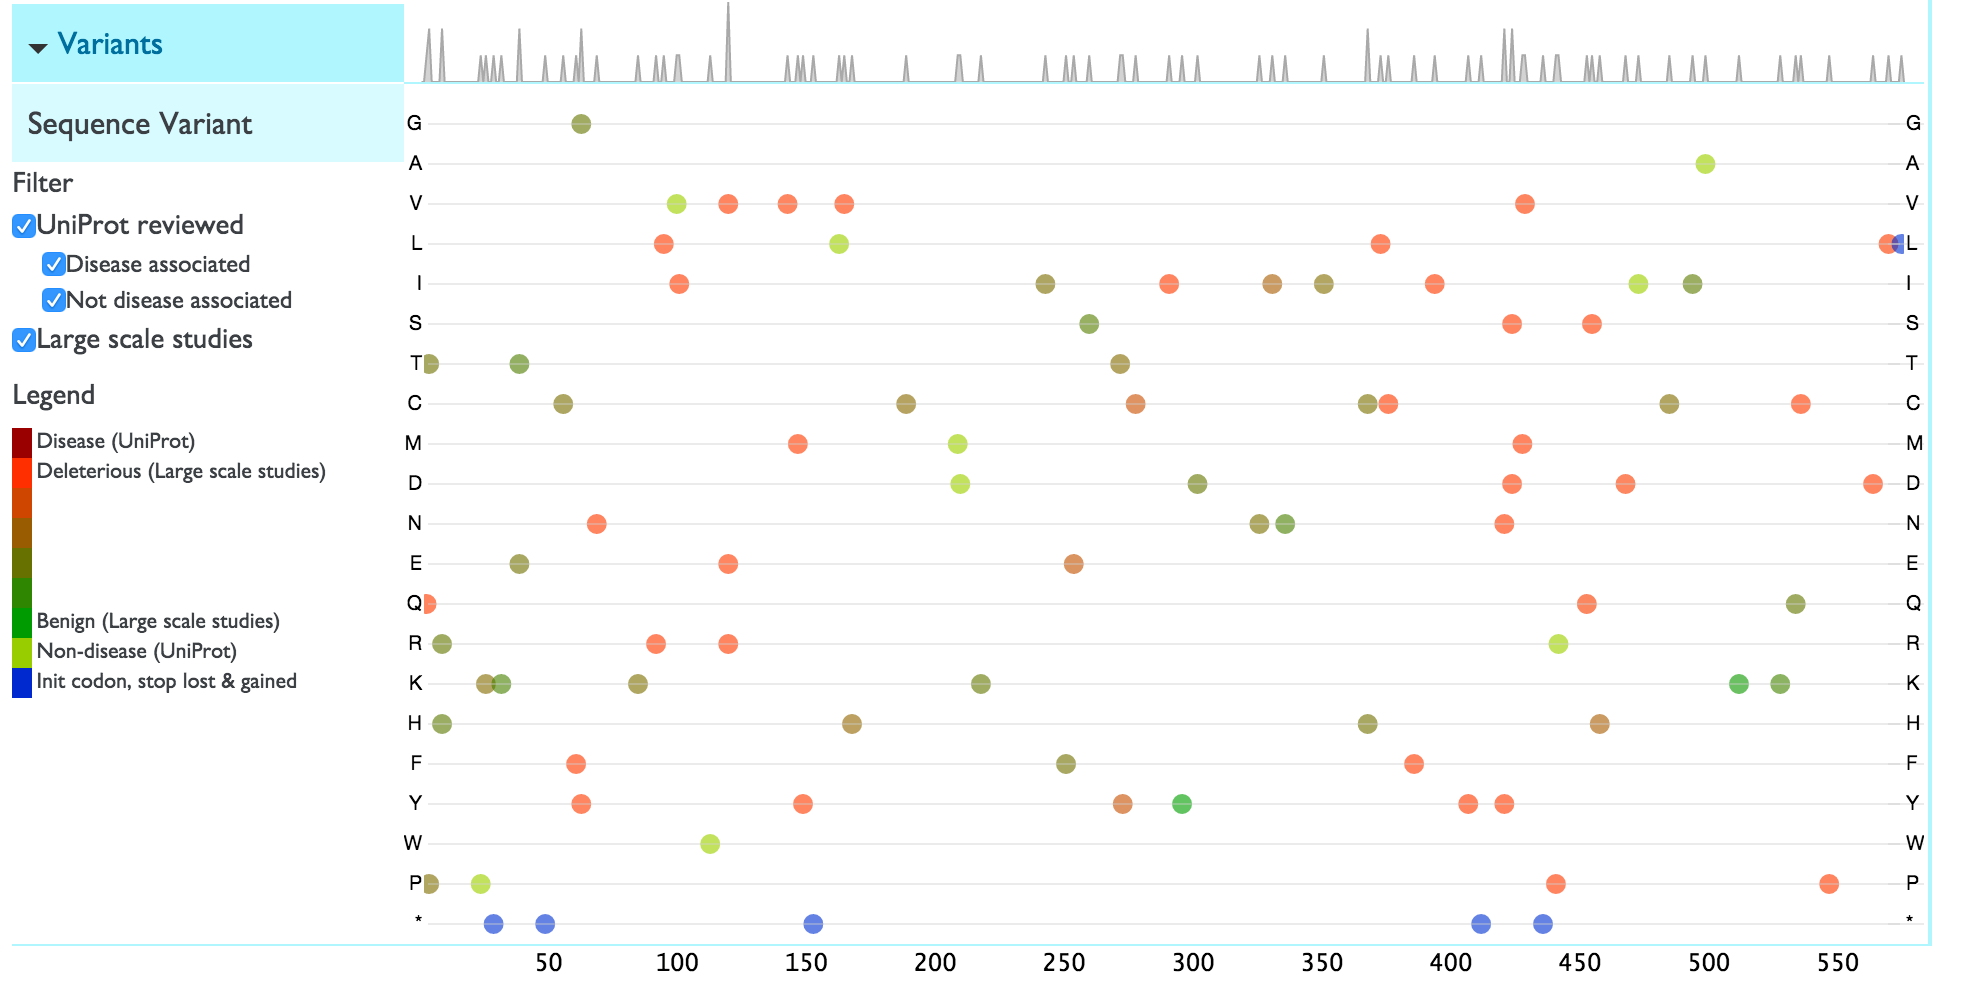 Variants
Sequence Variant
Filter
UniProt reviewed
Disease associated
Not disease associated
Large scale studies
Legend
Disease (UniProt)
Deleterious (Large scale studies)
Benign (Large scale studies)
Non-disease (UniProt)
Init codon, stop lost & gained
G G
A A
V V
L L
I I
S S
T T
C C
M M
D D
N N
E E
Q Q
R R
K K
H H
F F
Y Y
W W
P P
* *
50 100 150 200 250 300 350 400 450 500 550